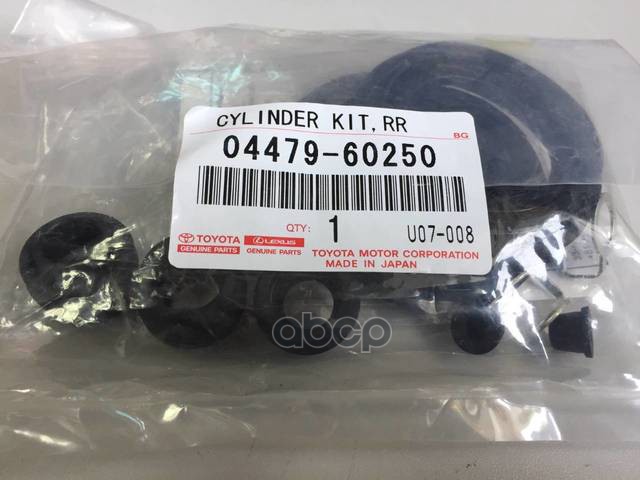 CYLINDER KIT, RR
BG
04479-60250
QTY: 1 U07-008
TOYOTA LEXUS TOYOTA MOTOR CORPORATION
GENUINE PARTS GENUINE PARTS MADE IN JAPAN
abcp